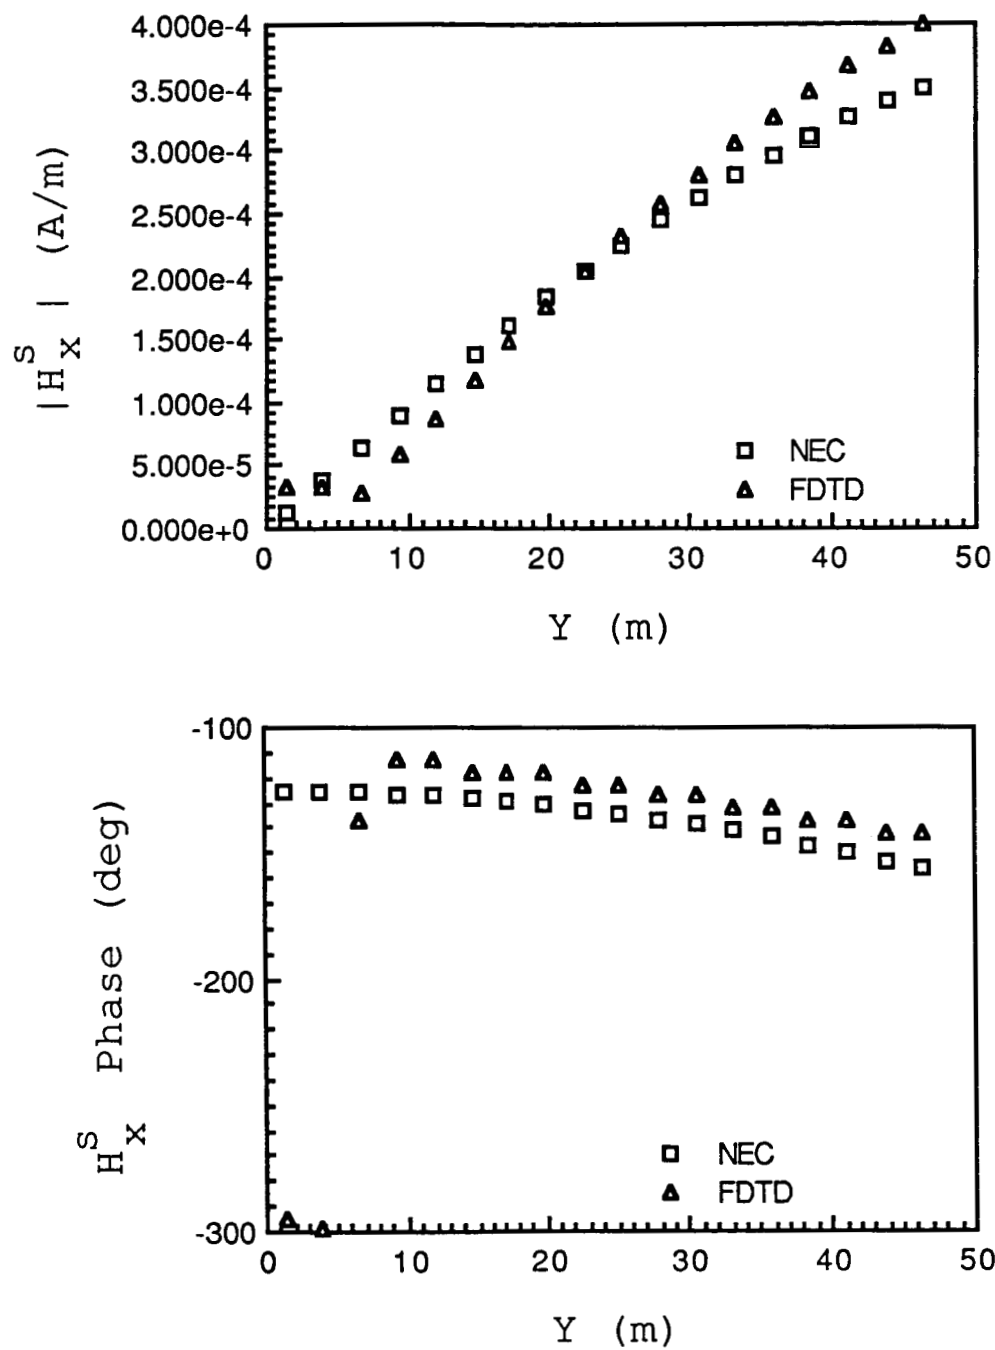 4.000e-4
3.500e-4
3.000e-4
2.500e-4
2.000e-4
1.500e-4
1.000e-4
5.000e-5
0.000e+0
|H^S_x| (A/m)
NEC
FDTD
0 10 20 30 40 50
Y (m)
-100
-200
-300
H^S_x Phase (deg)
NEC
FDTD
0 10 20 30 40 50
Y (m)